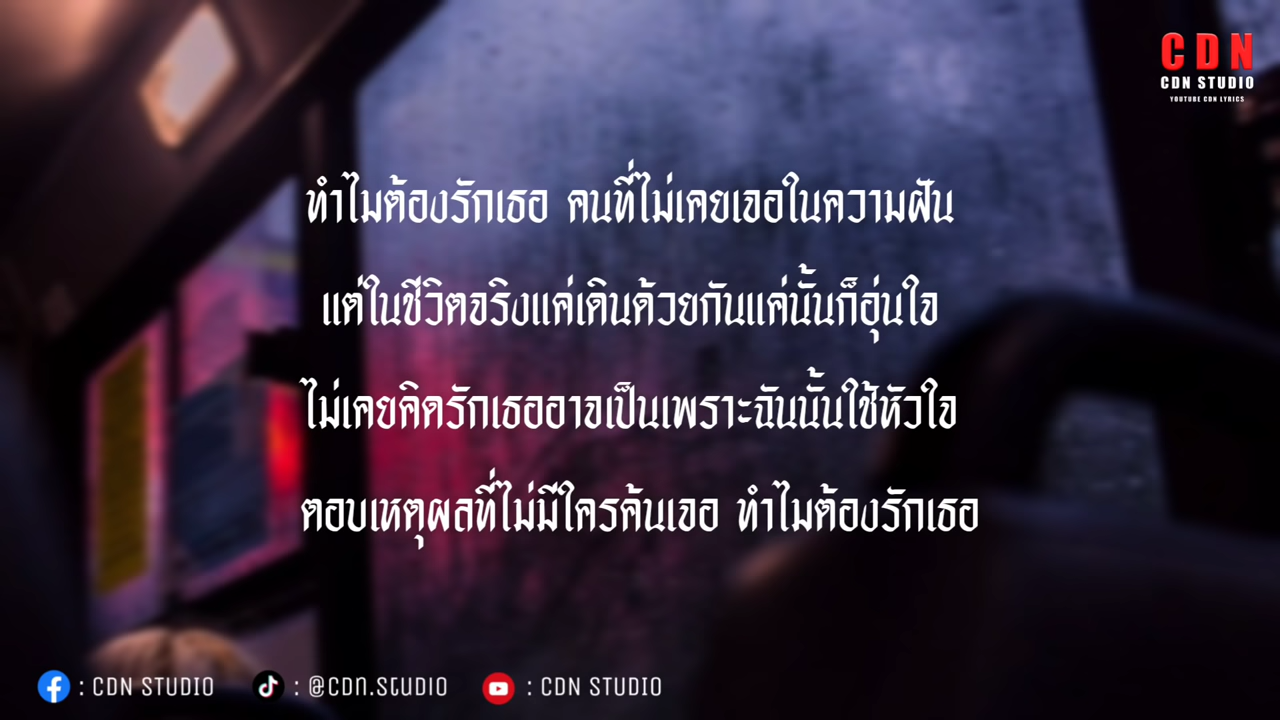 CDN
CDN STUDIO
YOUTURE CDN LYRICS
ทำไมต้องรักเธอ คนที่ไม่เคยเจอในความฝัน
แต่ในชีวิตจริงแค่เดินด้วยกันแค่นั้นก็อุ่นใจ
ไม่เคยคิดรักเธออาจเป็นเพราะฉันนั้นใช้หัวใจ
ตอบเหตุผลที่ไม่มีใครค้นเจอ ทำไมต้องรักเธอ
: CDN STUDIO : @CDN.STUDIO : CDN STUDIO